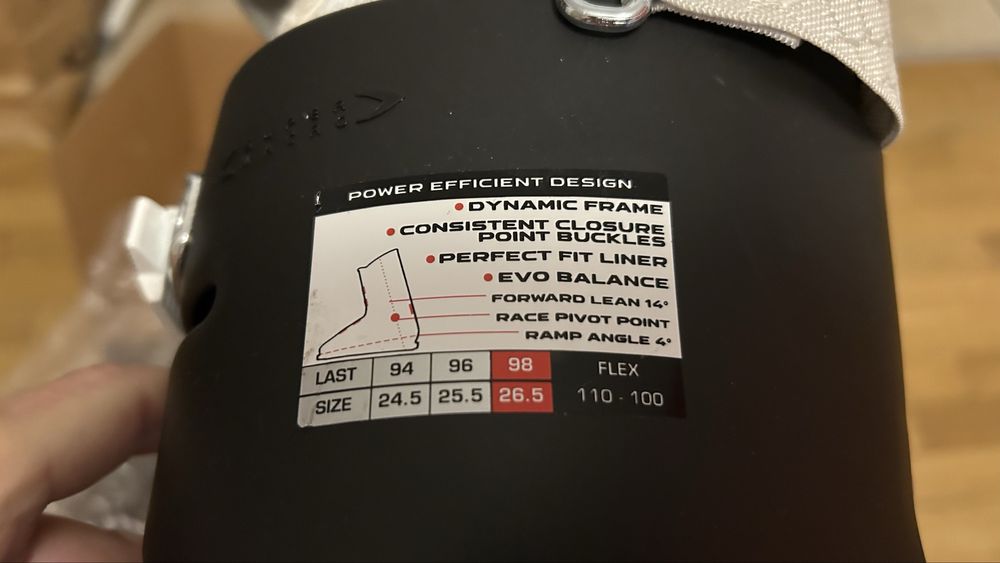 POWER EFFICIENT DESIGN
• DYNAMIC FRAME
• CONSISTENT CLOSURE
POINT BUCKLES
• PERFECT FIT LINER
• EVO BALANCE
FORWARD LEAN 14°
RACE PIVOT POINT
RAMP ANGLE 4°
LAST 94 96 98 FLEX
SIZE 24.5 25.5 26.5 110 - 100